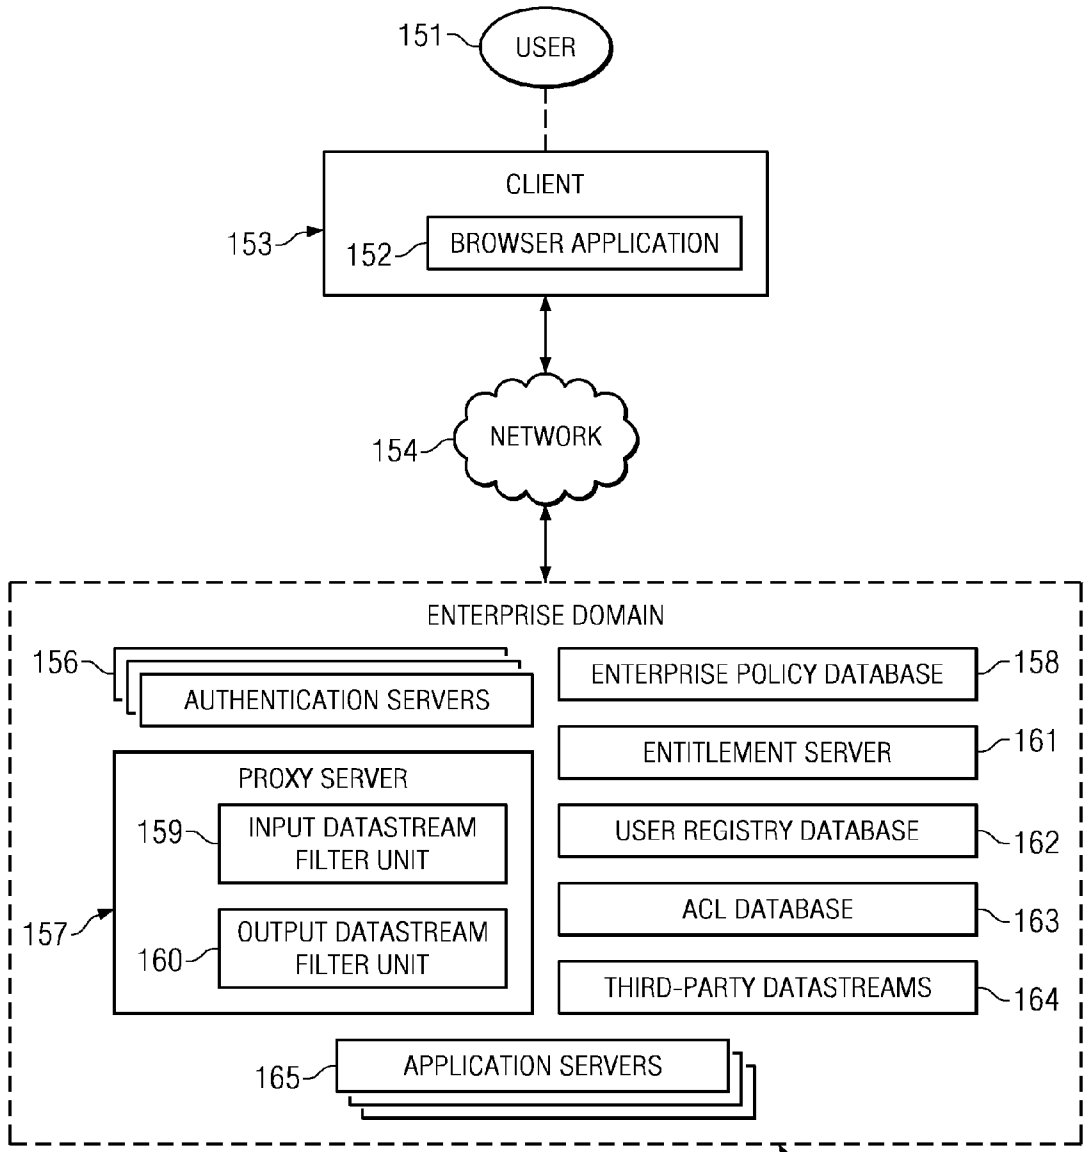 151
USER
CLIENT
153
152
BROWSER APPLICATION
154
NETWORK
ENTERPRISE DOMAIN
156
AUTHENTICATION SERVERS
ENTERPRISE POLICY DATABASE
158
ENTITLEMENT SERVER
161
PROXY SERVER
159
INPUT DATASTREAM
FILTER UNIT
USER REGISTRY DATABASE
162
157
160
OUTPUT DATASTREAM
FILTER UNIT
ACL DATABASE
163
THIRD-PARTY DATASTREAMS
164
165
APPLICATION SERVERS